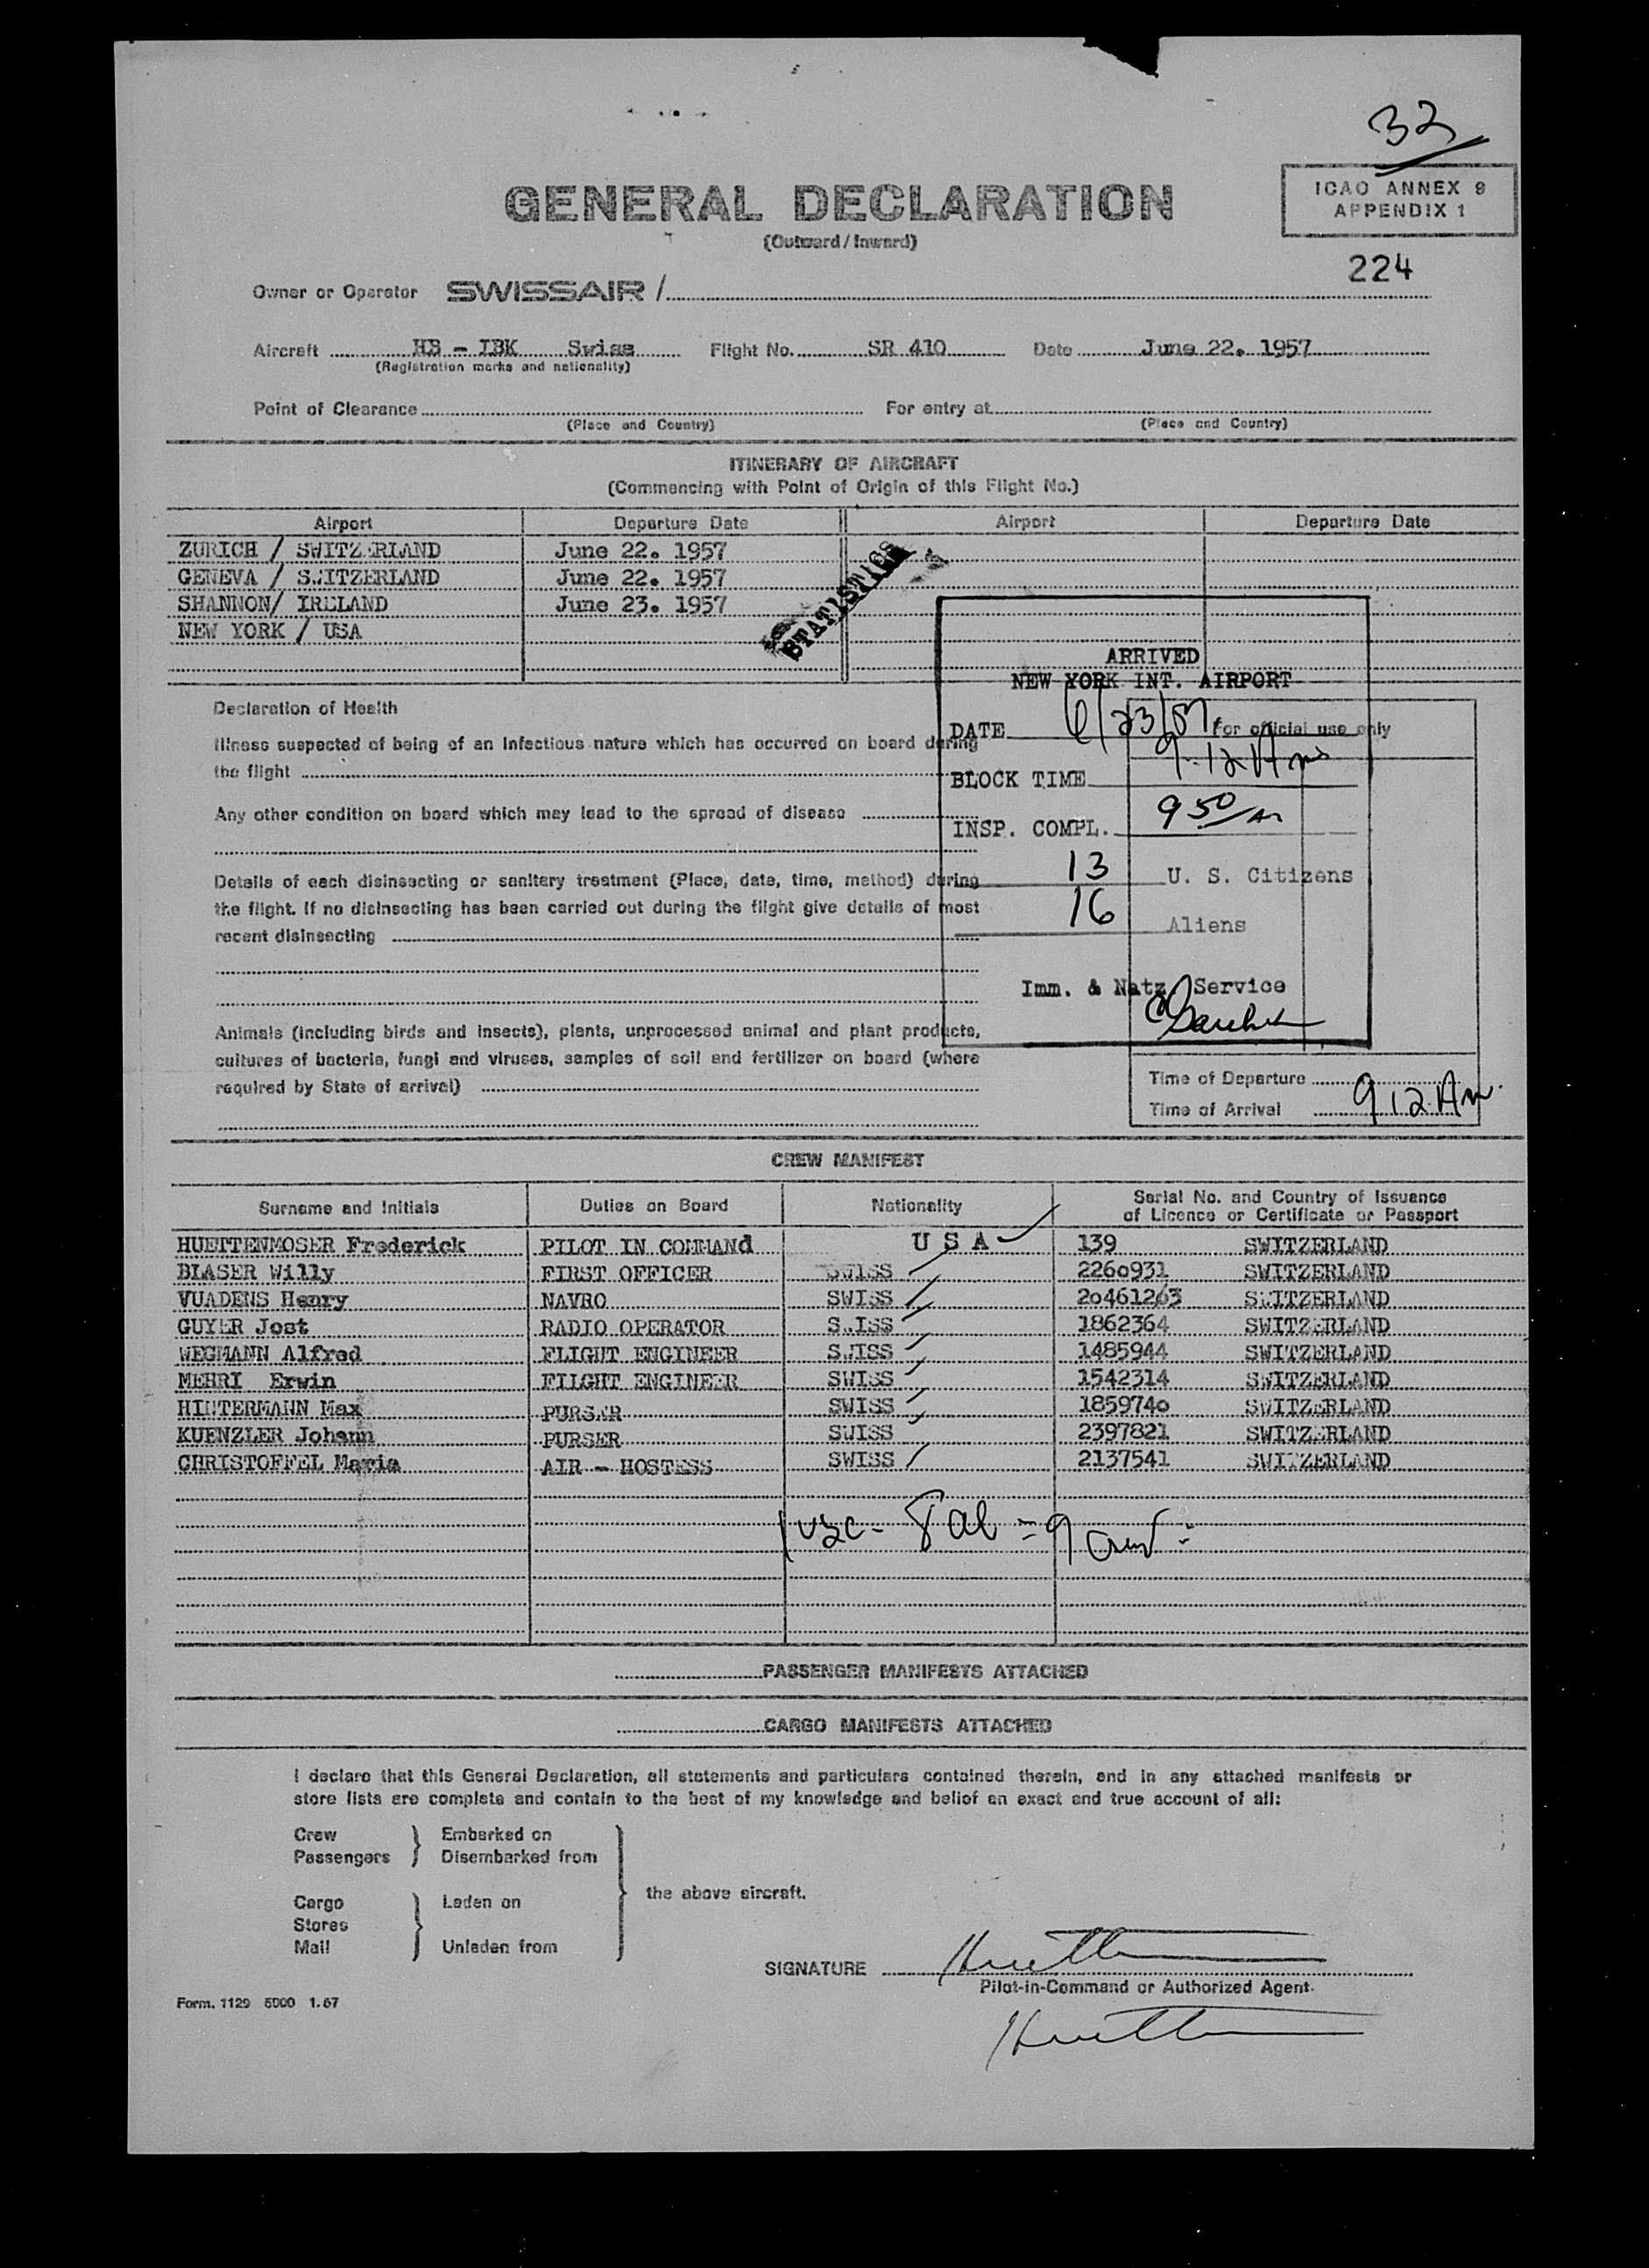 32
GENERAL DECLARATION
(Outward / Inward)
ICAO ANNEX 9
APPENDIX 1
224
Owner or Operator SWISSAIR /
Aircraft HB - IBK Swiss Flight No. SR 410 Date June 22. 1957
(Registration marks and nationality)
Point of Clearance For entry at
(Place and Country) (Place and Country)
ITINERARY OF AIRCRAFT
(Commencing with Point of Origin of this Flight No.)
Airport Departure Date Airport Departure Date
ZURICH / SWITZERLAND June 22. 1957
GENEVA / SWITZERLAND June 22. 1957
SHANNON/ IRELAND June 23. 1957
NEW YORK / USA
STATISTICS
ARRIVED
NEW YORK INT. AIRPORT
DATE 6/23/57
BLOCK TIME 9-12 Am
INSP. COMPL. 9 50/Am
13 U. S. Citizens
16 Aliens
Imm. & Natz. Service
for official use only
Declaration of Health
Illness suspected of being of an infectious nature which has occurred on board during
the flight
Any other condition on board which may lead to the spread of disease
Details of each disinsecting or sanitary treatment (Place, date, time, method) during
the flight. If no disinsecting has been carried out during the flight give details of most
recent disinsecting
Animals (including birds and insects), plants, unprocessed animal and plant products,
cultures of bacteria, fungi and viruses, samples of soil and fertilizer on board (where
required by State of arrival)
Time of Departure
Time of Arrival 912 Am.
CREW MANIFEST
Surname and Initials Duties on Board Nationality Serial No. and Country of Issuance
of Licence or Certificate or Passport
HUETTENMOSER Frederick PILOT IN COMMANd U S A 139 SWITZERLAND
BLASER Willy FIRST OFFICER SWISS 2260931 SWITZERLAND
VUADENS Henry NAVRO SWISS 20461263 SWITZERLAND
GUYER Jost RADIO OPERATOR SWISS 1862364 SWITZERLAND
WEGMANN Alfred FLIGHT ENGINEER SWISS 1485944 SWITZERLAND
MEHRI Erwin FILGHT ENGINEER SWISS 1542314 SWITZERLAND
HINTERMANN Max PURSER SWISS 1859740 SWITZERLAND
KUENZLER Johann PURSER SWISS 2397821 SWITZERLAND
CHRISTOFFEL Maria AIR - HOSTESS SWISS 2137541 SWITZERLAND
1 usc - 8 al = 9 crew
PASSENGER MANIFESTS ATTACHED
CARGO MANIFESTS ATTACHED
I declare that this General Declaration, all statements and particulars contained therein, and in any attached manifests or
store lists are complete and contain to the best of my knowledge and belief an exact and true account of all:
Crew Embarked on
Passengers Disembarked from
the above aircraft.
Cargo Laden on
Stores
Mail Unladen from
SIGNATURE
Pilot-in-Command or Authorized Agent.
Form. 1129 5000 1.57